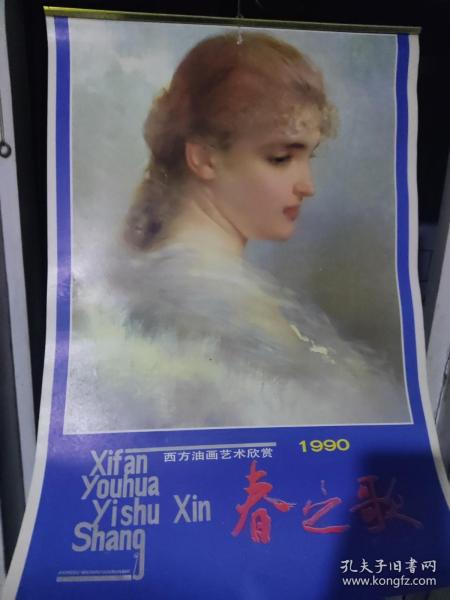 西方油画艺术欣赏
1990
Xifan
Youhua
Yishu Xin
Shang
春之歌
孔夫子旧书网
www.kongfz.com